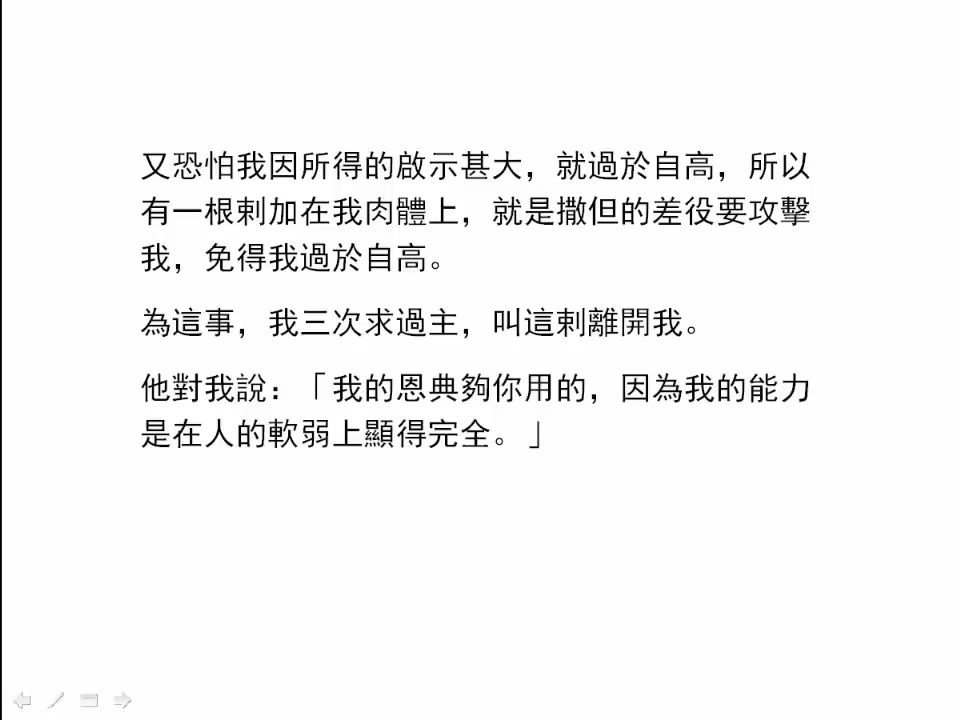 又恐怕我因所得的啟示甚大，就過於自高，所以
有一根刺加在我肉體上，就是撒但的差役要攻擊
我，免得我過於自高。
為這事，我三次求過主，叫這刺離開我。
他對我說：「我的恩典夠你用的，因為我的能力
是在人的軟弱上顯得完全。」